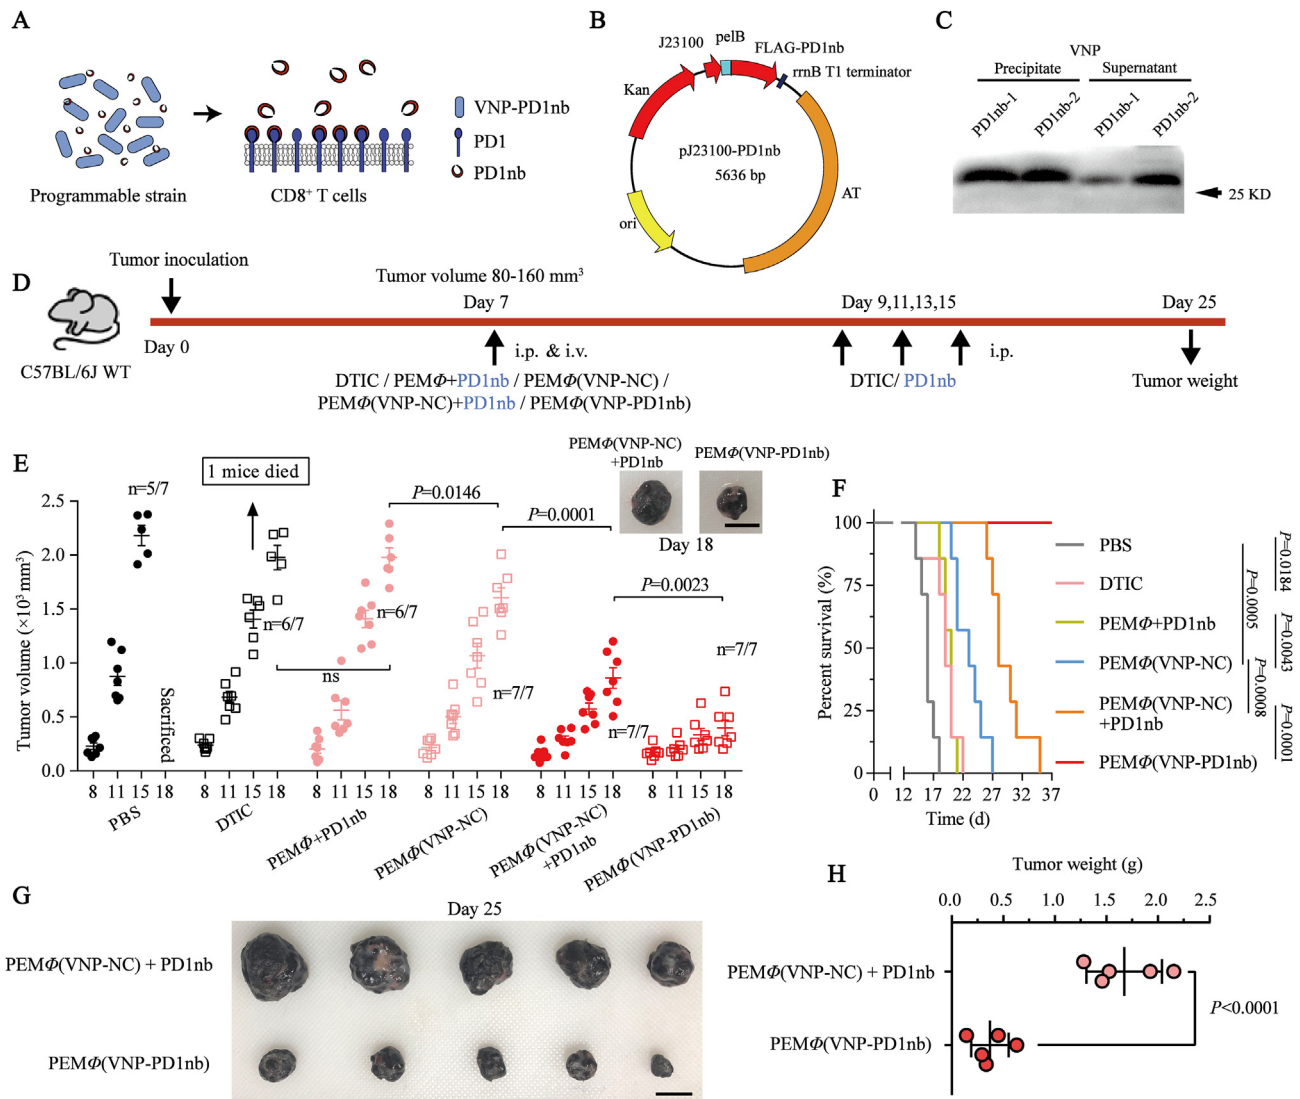 A
VNP-PD1nb
PD1
PD1nb
Programmable strain
CD8+ T cells
B
J23100
pelB
FLAG-PD1nb
rrnB T1 terminator
Kan
pJ23100-PD1nb
5636 bp
AT
ori
C
VNP
Precipitate
Supernatant
PD1nb-1
PD1nb-2
PD1nb-1
PD1nb-2
25 KD
D
Tumor inoculation
Tumor volume 80-160 mm³
Day 7
Day 9,11,13,15
Day 25
C57BL/6J WT
Day 0
i.p. & i.v.
i.p.
DTIC / PEMΦ+PD1nb / PEMΦ(VNP-NC) /
PEMΦ(VNP-NC)+PD1nb / PEMΦ(VNP-PD1nb)
DTIC/ PD1nb
Tumor weight
E
1 mice died
n=5/7
n=6/7
n=6/7
ns
n=7/7
n=7/7
n=7/7
P=0.0146
P=0.0001
P=0.0023
PEMΦ(VNP-NC)
+PD1nb
PEMΦ(VNP-PD1nb)
Day 18
Sacrificed
Tumor volume (×10³ mm³)
2.5
2.0
1.5
1.0
0.5
0.0
8 11 15 18 8 11 15 18 8 11 15 18 8 11 15 18 8 11 15 18 8 11 15 18
PBS
DTIC
PEMΦ+PD1nb
PEMΦ(VNP-NC)
PEMΦ(VNP-NC)
+PD1nb
PEMΦ(VNP-PD1nb)
F
Percent survival (%)
100
75
50
25
0
0 12 17 22 27 32 37
Time (d)
PBS
DTIC
PEMΦ+PD1nb
PEMΦ(VNP-NC)
PEMΦ(VNP-NC)
+PD1nb
PEMΦ(VNP-PD1nb)
P=0.0005
P=0.0008
P=0.0184
P=0.0043
P=0.0001
G
Day 25
PEMΦ(VNP-NC) + PD1nb
PEMΦ(VNP-PD1nb)
H
Tumor weight (g)
0.0 0.5 1.0 1.5 2.0 2.5
PEMΦ(VNP-NC) + PD1nb
PEMΦ(VNP-PD1nb)
P<0.0001